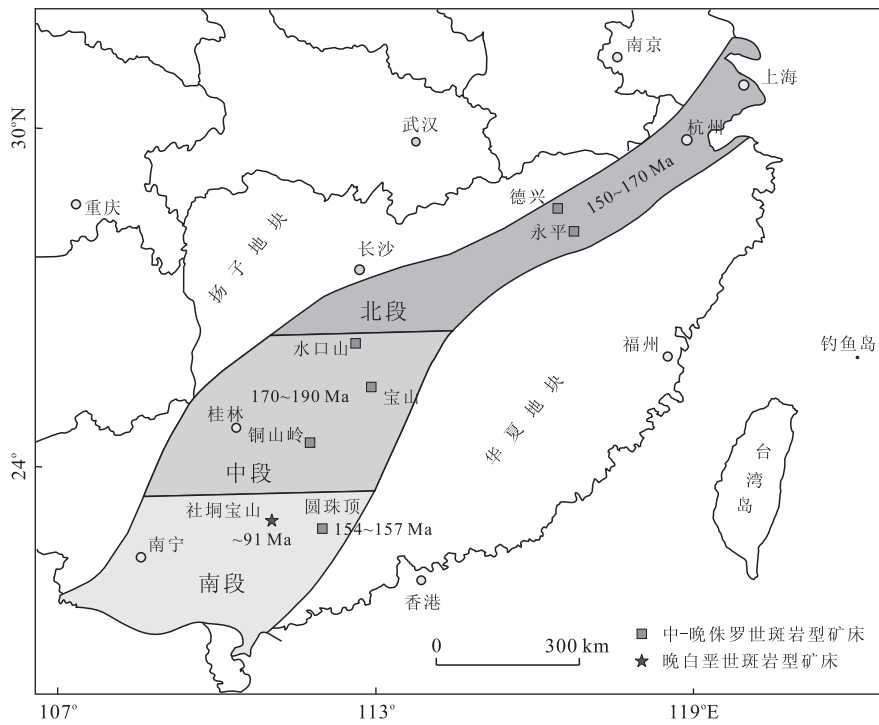 南京
上海
30°N
武汉
杭州
150~170 Ma
德兴
重庆
永平
扬子地块
长沙
北段
水口山
福州
钓鱼岛
170~190 Ma
宝山
桂林
铜山岭
华夏地块
24°
中段
台湾岛
社垌宝山
圆珠顶
~91 Ma
154~157 Ma
南宁
南段
香港
0
300 km
中-晚侏罗世斑岩型矿床
晚白垩世斑岩型矿床
107°
113°
119°E